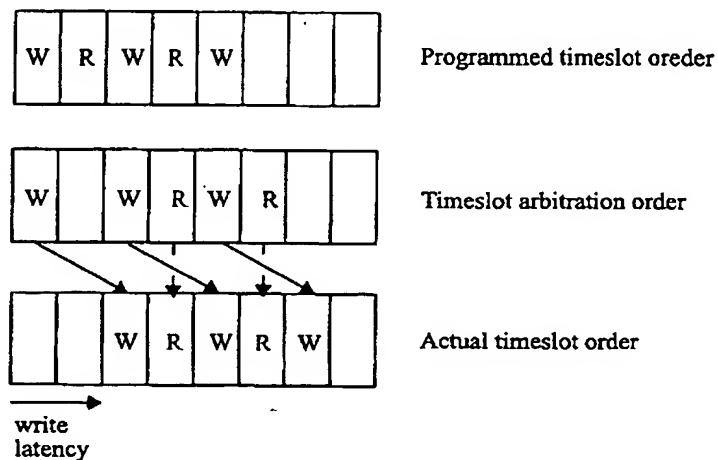 W R W R W Programmed timeslot oreder
W W R W R Timeslot arbitration order
W R W R W Actual timeslot order
write
latency